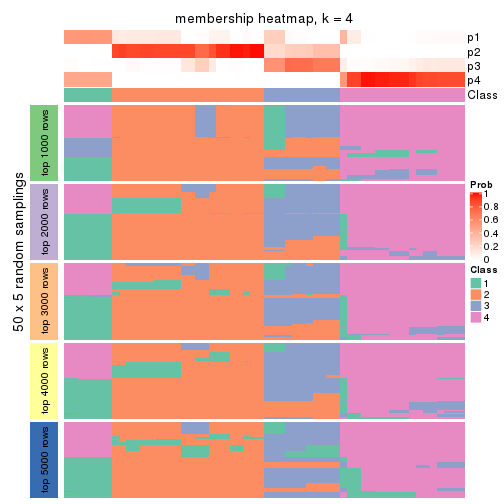 membership heatmap, k = 4
p1
p2
p3
p4
Class
50 x 5 random samplings
top 1000 rows
top 2000 rows
top 3000 rows
top 4000 rows
top 5000 rows
Prob
1
0.8
0.6
0.4
0.2
0
Class
1
2
3
4